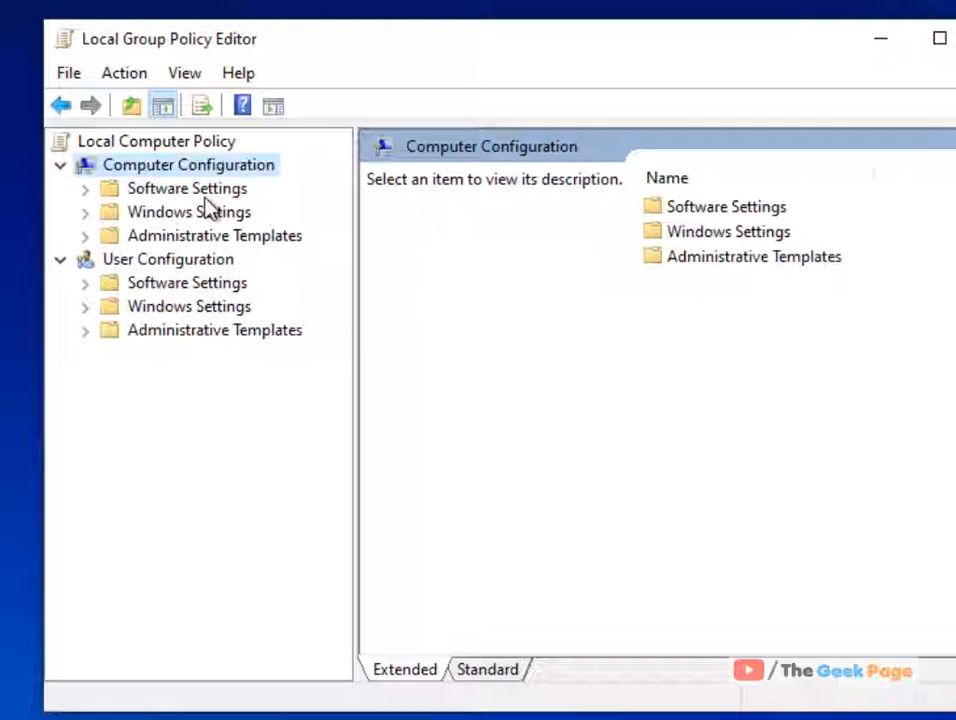 Local Group Policy Editor
File Action View Help
Local Computer Policy
Computer Configuration
Software Settings
Windows Settings
Administrative Templates
User Configuration
Software Settings
Windows Settings
Administrative Templates
Computer Configuration
Select an item to view its description.
Name
Software Settings
Windows Settings
Administrative Templates
Extended Standard
/ The Geek Page